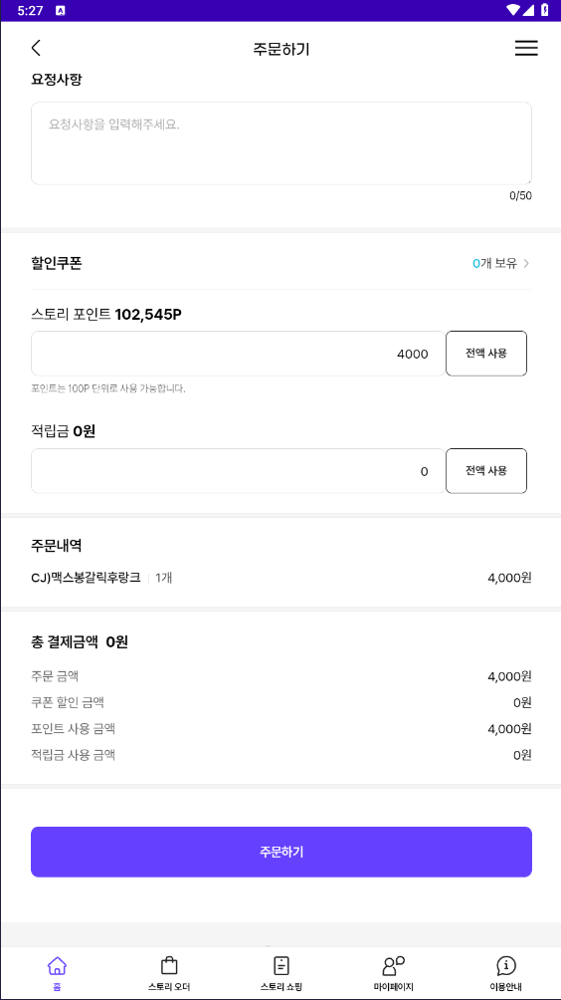 5:27 A
주문하기
요청사항
요청사항을 입력해주세요.
0/50
할인쿠폰 0개 보유
스토리 포인트 102,545P
4000 전액 사용
포인트는 100P 단위로 사용 가능합니다.
적립금 0원
0 전액 사용
주문내역
CJ)맥스봉갈릭후랑크 1개 4,000원
총 결제금액 0원
주문 금액 4,000원
쿠폰 할인 금액 0원
포인트 사용 금액 4,000원
적립금 사용 금액 0원
주문하기
홈 스토리 오더 스토리 쇼핑 마이페이지 이용안내